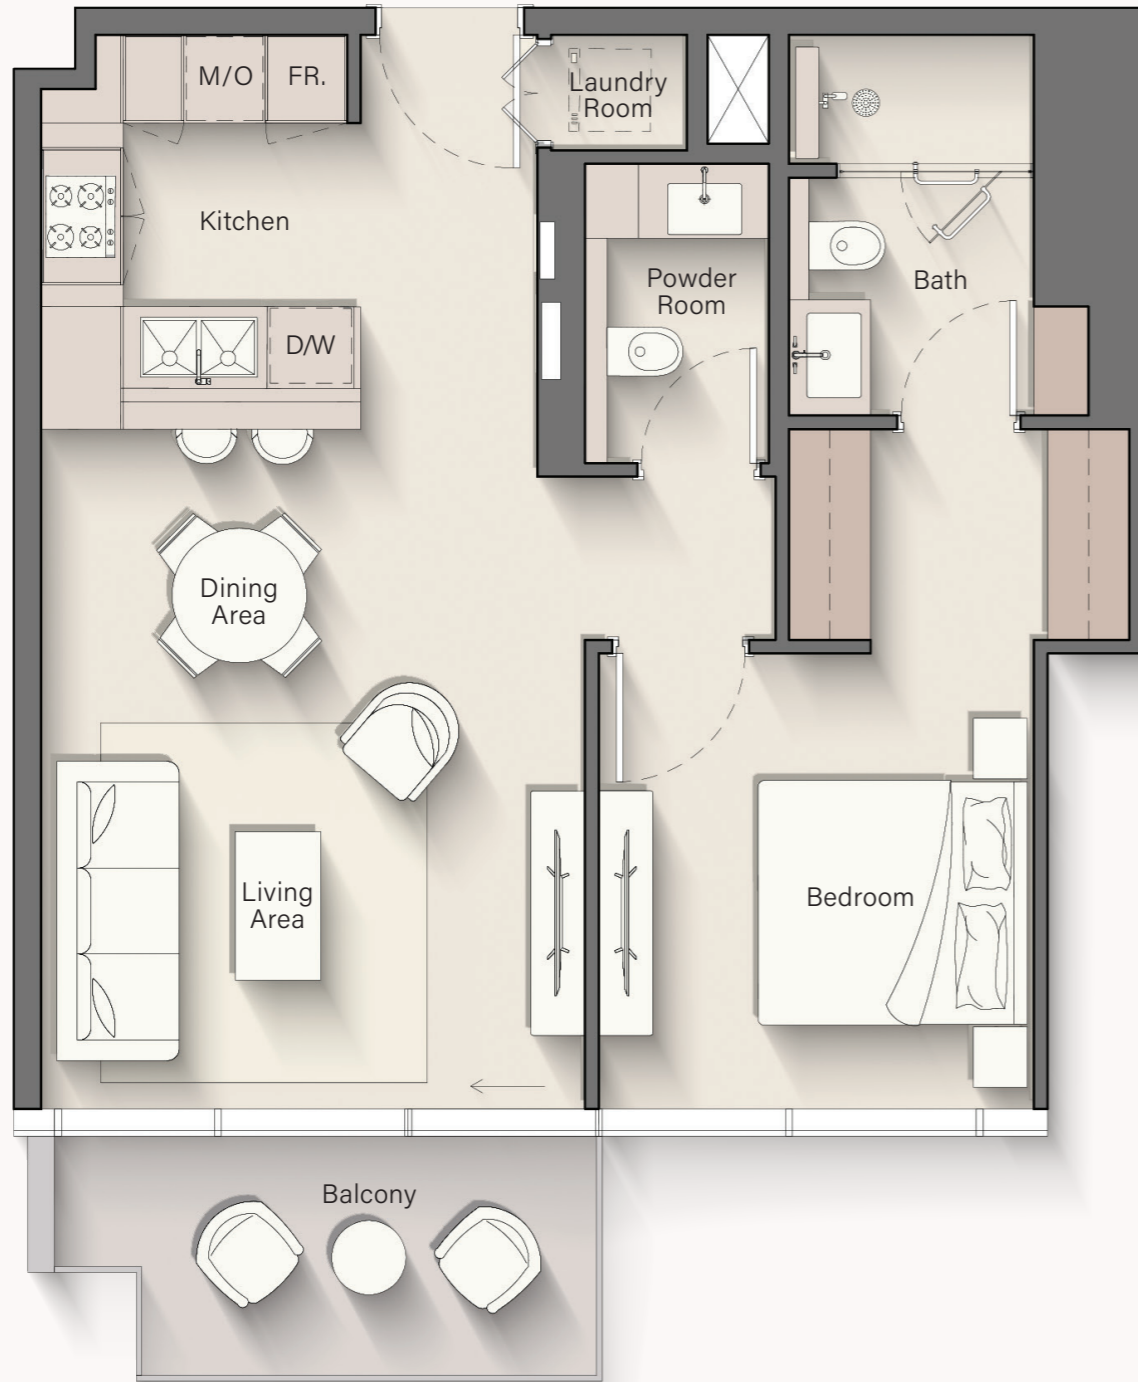 M/O
FR.
Laundry
Room
Kitchen
Powder
Room
Bath
D/W
Dining
Area
Living
Area
Bedroom
Balcony